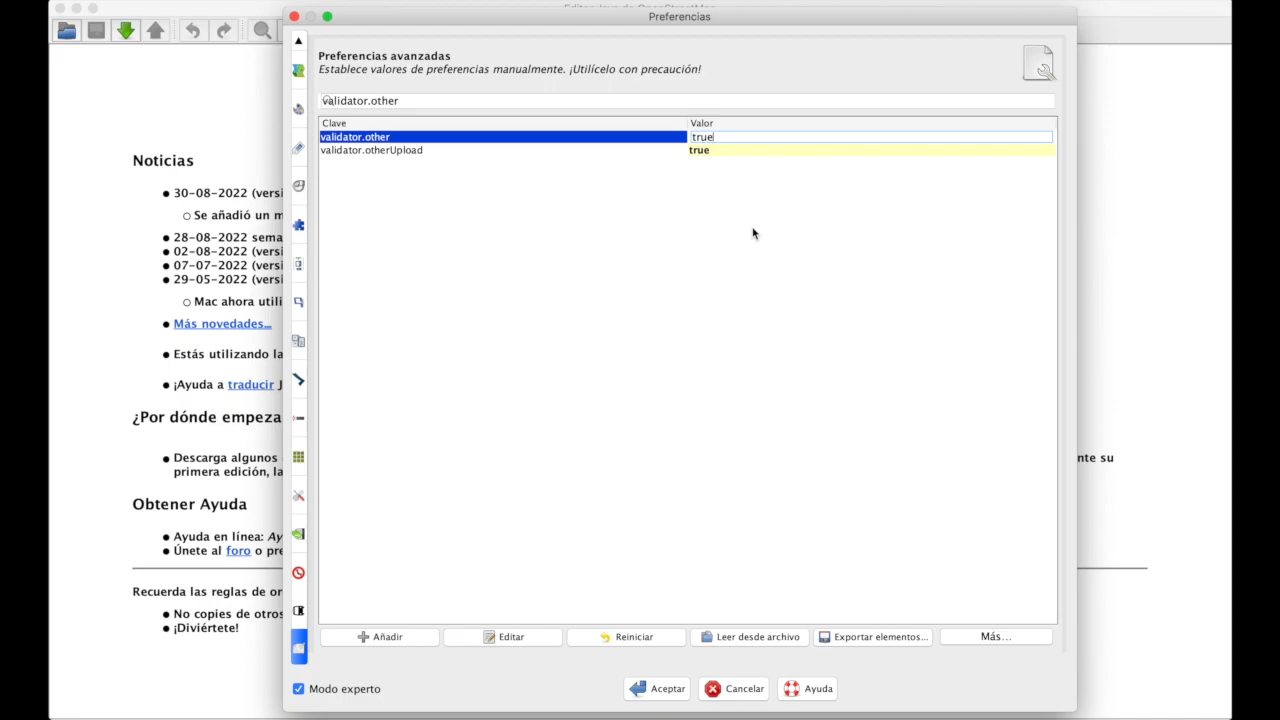 Preferencias
Preferencias avanzadas
Establece valores de preferencias manualmente. ¡Utilícelo con precaución!
validator.other
Clave Valor
validator.other true
validator.otherUpload true
Noticias
30-08-2022 (versi
Se añadió un m
28-08-2022 sema
02-08-2022 (versi
07-07-2022 (versi
29-05-2022 (versi
Mac ahora utili
Más novedades...
Estás utilizando la
¡Ayuda a traducir J
¿Por dónde empeza
Descarga algunos nte su
primera edición, la
Obtener Ayuda
Ayuda en línea: Ay
Únete al foro o pre
Recuerda las reglas de or
No copies de otros
¡Diviértete!
Añadir Editar Reiniciar Leer desde archivo Exportar elementos... Más...
Modo experto Aceptar Cancelar Ayuda